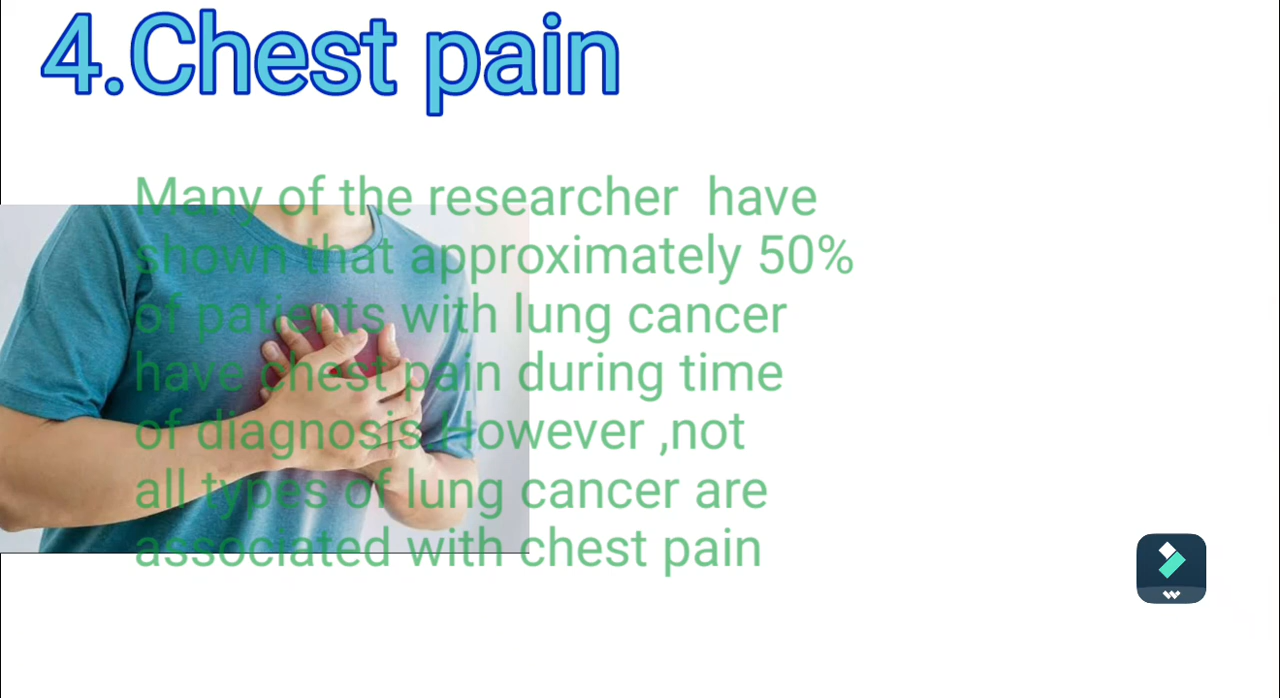 4.Chest pain
Many of the researcher have
shown that approximately 50%
of patients with lung cancer
have chest pain during time
of diagnosis However ,not
all types of lung cancer are
associated with chest pain